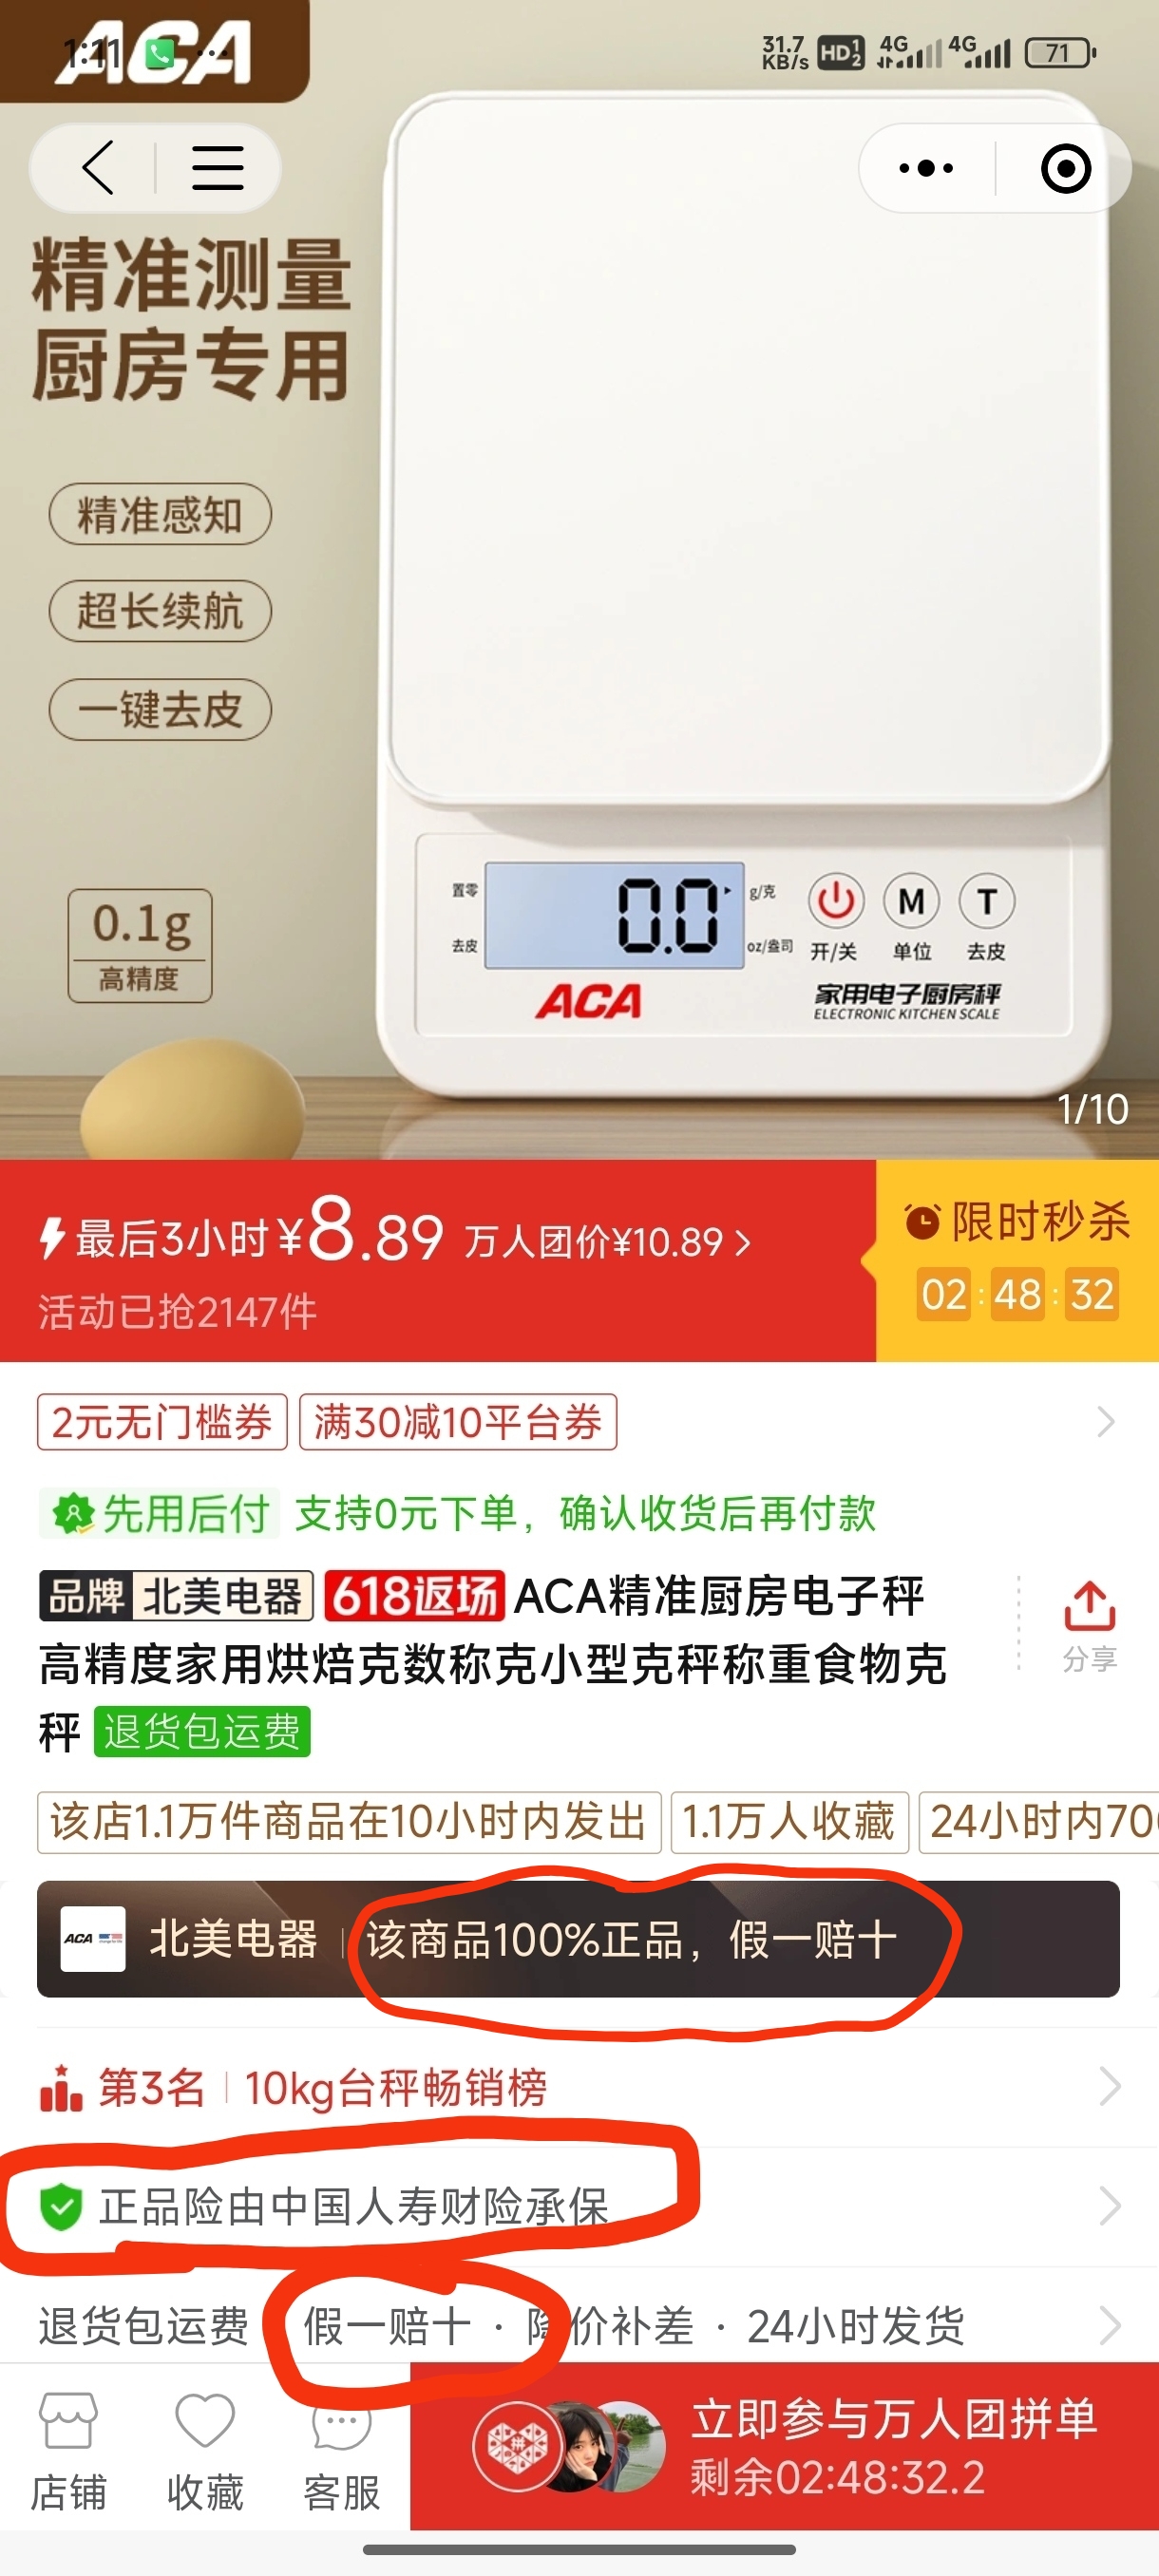 ACA
1:11 ...
31.7 KB/s HD 1 2 4G 4G 71
精准测量
厨房专用
精准感知
超长续航
一键去皮
0.1g
高精度
置零 0.0 g/克
去皮 oz/盎司
M T
开/关 单位 去皮
ACA
家用电子厨房秤
ELECTRONIC KITCHEN SCALE
1/10
最后3小时¥8.89 万人团价¥10.89 >
活动已抢2147件
限时秒杀
02:48:32
2元无门槛券 满30减10平台券
先用后付 支持0元下单，确认收货后再付款
品牌 北美电器 618返场 ACA精准厨房电子秤
高精度家用烘焙克数称克小型克秤称重食物克
秤 退货包运费
分享
该店1.1万件商品在10小时内发出 1.1万人收藏 24小时内70
ACA 北美电器 | 该商品100%正品，假一赔十
第3名 | 10kg台秤畅销榜
正品险由中国人寿财险承保
退货包运费 假一赔十 · 降价补差 · 24小时发货
店铺 收藏 客服
拼
立即参与万人团拼单
剩余02:48:32.2